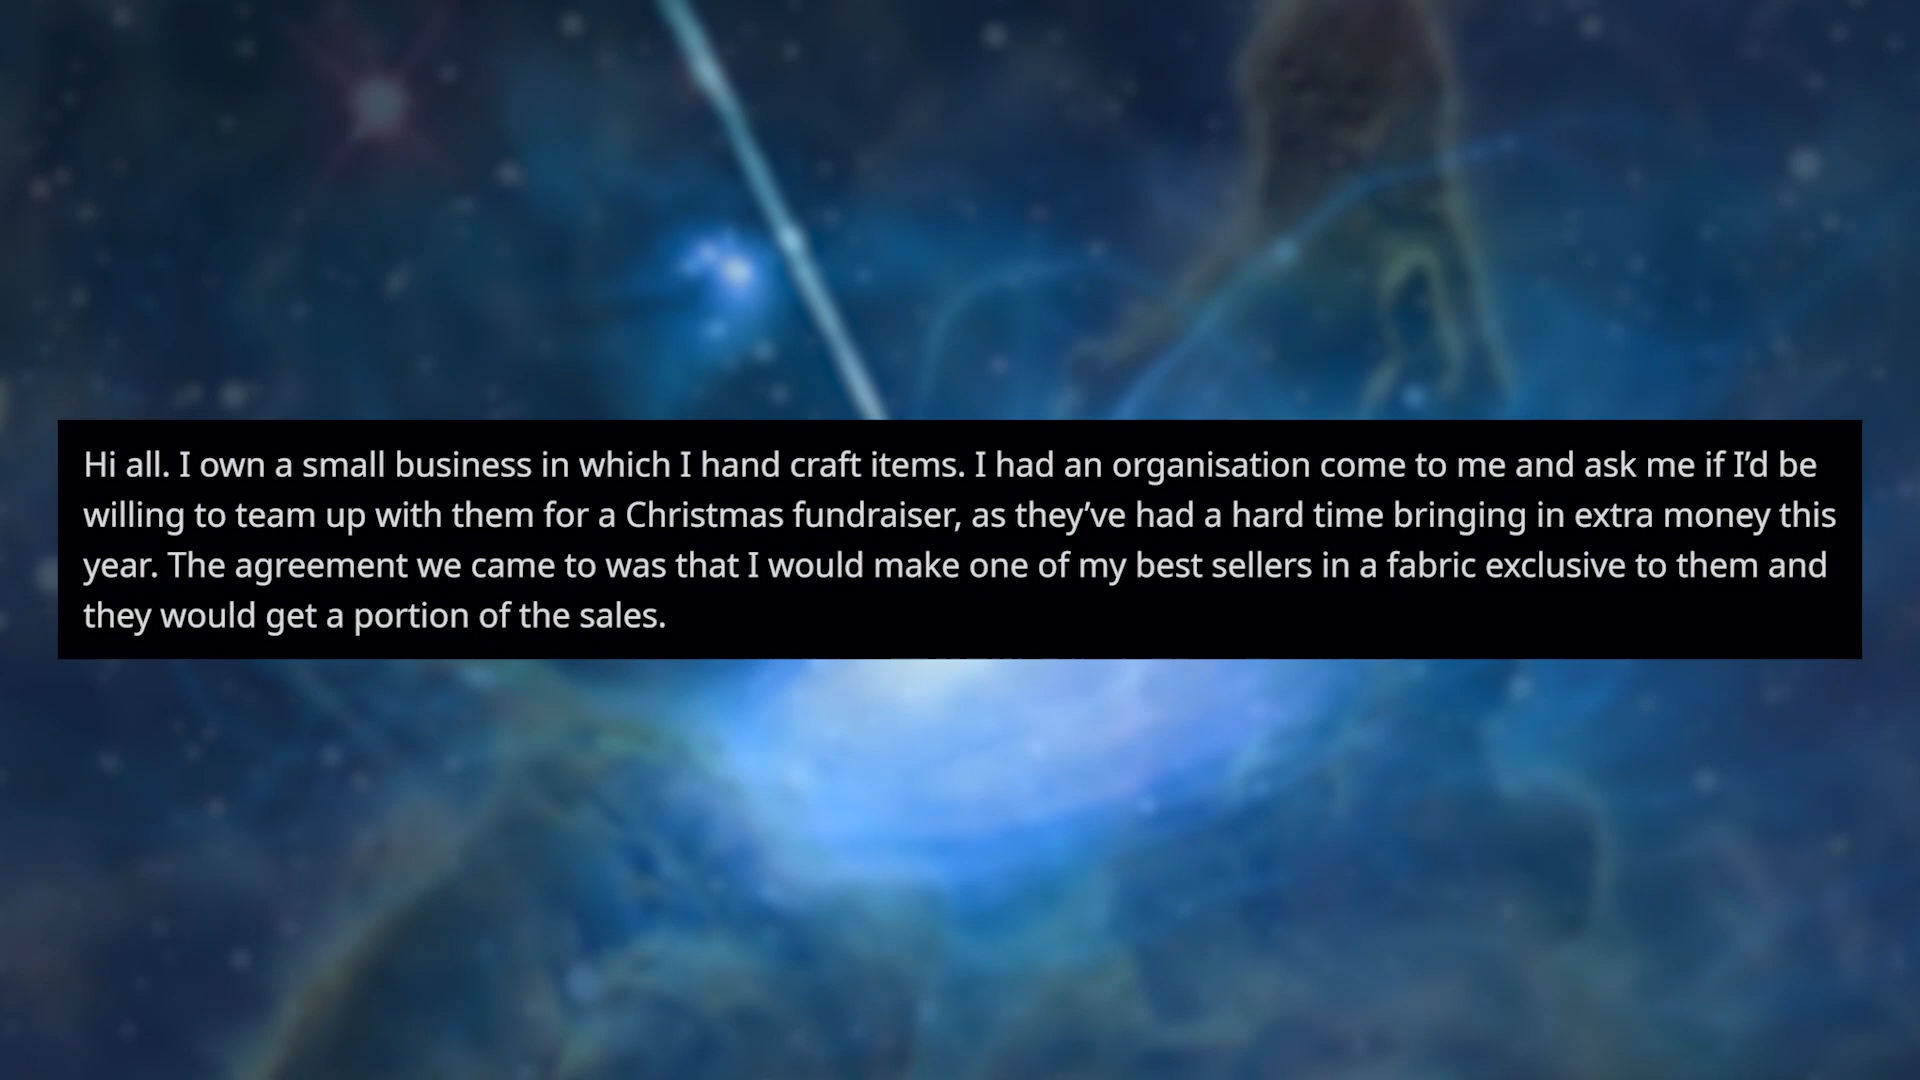 Hi all. I own a small business in which I hand craft items. I had an organisation come to me and ask me if I’d be
willing to team up with them for a Christmas fundraiser, as they’ve had a hard time bringing in extra money this
year. The agreement we came to was that I would make one of my best sellers in a fabric exclusive to them and
they would get a portion of the sales.